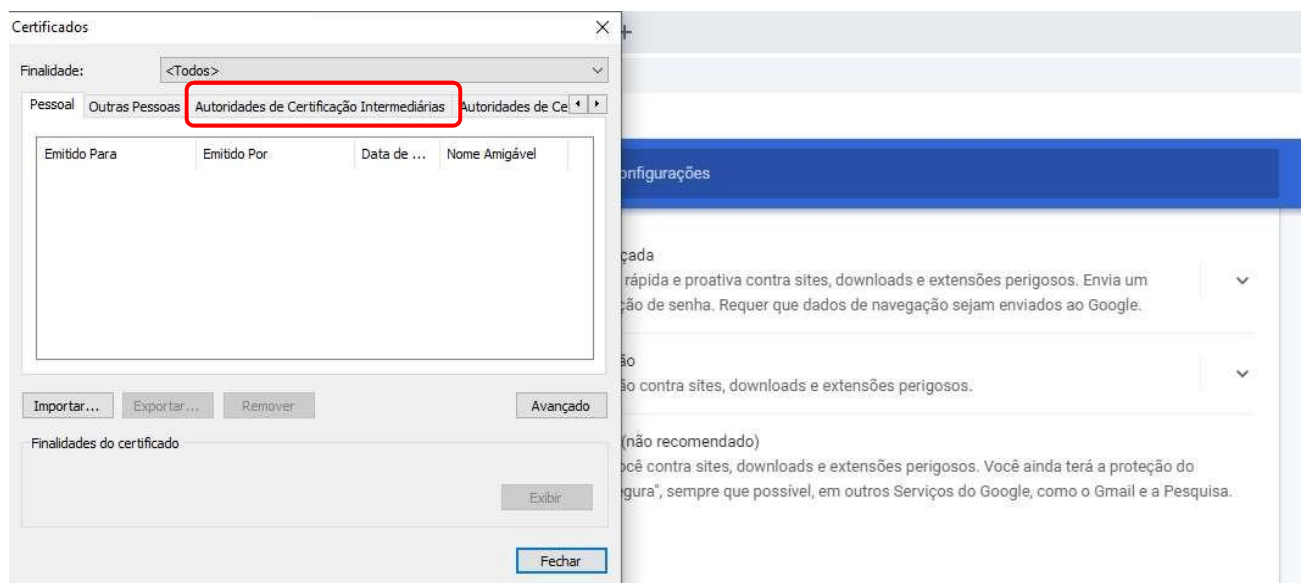 Certificados
Finalidade:
<Todos>
Pessoal
Outras Pessoas
Autoridades de Certificação Intermediárias
Autoridades de Ce
Emitido Para
Emitido Por
Data de ...
Nome Amigável
Importar...
Exportar...
Remover
Avançado
Finalidades do certificado
Exibir
Fechar
onfigurações
çada
rápida e proativa contra sites, downloads e extensões perigosos. Envia um
ção de senha. Requer que dados de navegação sejam enviados ao Google.
ão
ão contra sites, downloads e extensões perigosos.
(não recomendado)
ocê contra sites, downloads e extensões perigosos. Você ainda terá a proteção do
gura", sempre que possível, em outros Serviços do Google, como o Gmail e a Pesquisa.